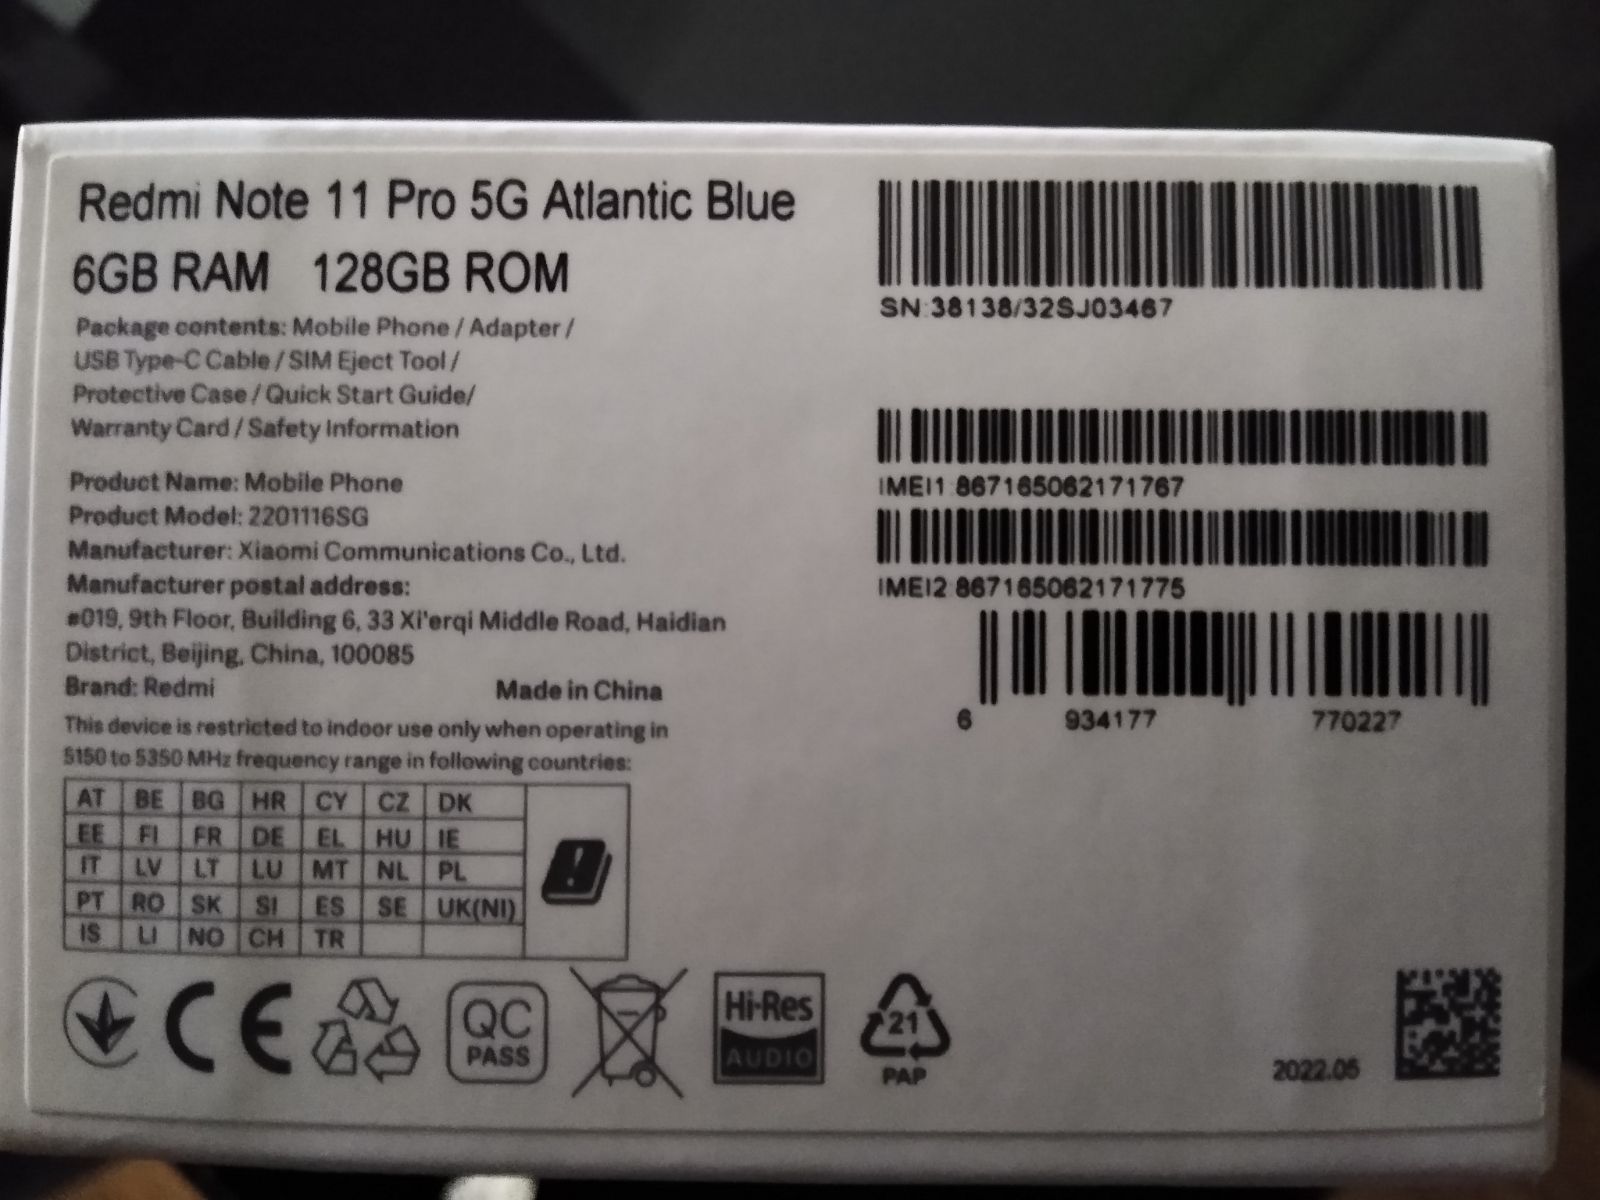 Redmi Note 11 Pro 5G Atlantic Blue
6GB RAM 128GB ROM
Package contents: Mobile Phone / Adapter /
USB Type-C Cable / SIM Eject Tool /
Protective Case / Quick Start Guide/
Warranty Card / Safety Information
Product Name: Mobile Phone
Product Model: 2201116SG
Manufacturer: Xiaomi Communications Co., Ltd.
Manufacturer postal address:
#019, 9th Floor, Building 6, 33 Xi'erqi Middle Road, Haidian
District, Beijing, China, 100085
Brand: Redmi Made in China
This device is restricted to indoor use only when operating in
5150 to 5350 MHz frequency range in following countries:
AT BE BG HR CY CZ DK
EE FI FR DE EL HU IE
IT LV LT LU MT NL PL
PT RO SK SI ES SE UK(NI)
IS LI NO CH TR
CE
QC
PASS
Hi-Res
AUDIO
21
PAP
SN:38138/32SJ03467
IMEI1 867165062171767
IMEI2 867165062171775
6 934177 770227
2022.05